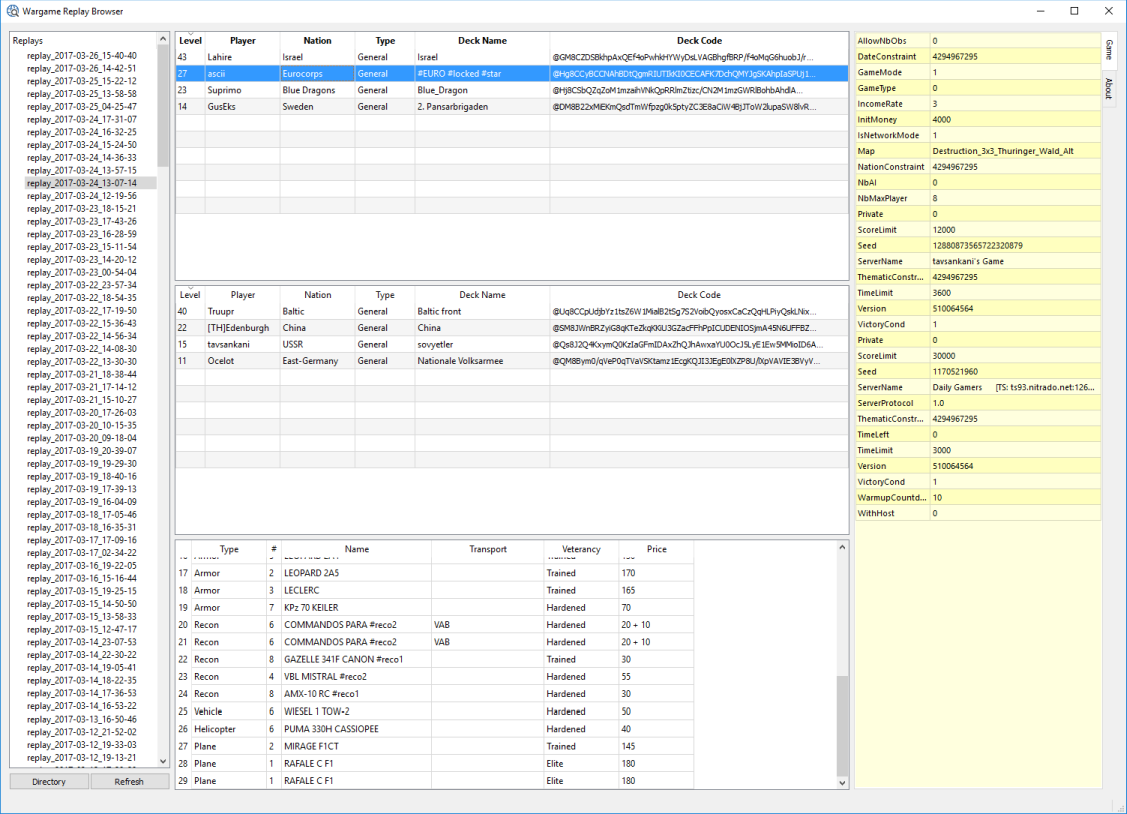 Wargame Replay Browser
Replays
replay_2017-03-26_15-40-40
replay_2017-03-26_14-42-51
replay_2017-03-25_15-22-12
replay_2017-03-25_13-58-58
replay_2017-03-25_04-25-47
replay_2017-03-24_17-31-07
replay_2017-03-24_16-32-25
replay_2017-03-24_15-24-50
replay_2017-03-24_14-36-33
replay_2017-03-24_13-57-15
replay_2017-03-24_13-07-14
replay_2017-03-24_12-19-56
replay_2017-03-23_18-15-21
replay_2017-03-23_17-43-26
replay_2017-03-23_16-28-59
replay_2017-03-23_15-11-54
replay_2017-03-23_14-20-12
replay_2017-03-23_00-54-04
replay_2017-03-22_23-57-34
replay_2017-03-22_18-54-35
replay_2017-03-22_17-19-50
replay_2017-03-22_15-36-43
replay_2017-03-22_14-56-34
replay_2017-03-22_14-08-30
replay_2017-03-22_13-30-30
replay_2017-03-21_18-38-44
replay_2017-03-21_17-14-12
replay_2017-03-21_15-10-27
replay_2017-03-20_17-26-03
replay_2017-03-20_10-15-35
replay_2017-03-20_09-18-04
replay_2017-03-19_20-39-07
replay_2017-03-19_19-29-30
replay_2017-03-19_18-40-16
replay_2017-03-19_17-39-13
replay_2017-03-19_16-04-09
replay_2017-03-18_17-05-46
replay_2017-03-18_16-35-31
replay_2017-03-17_17-09-16
replay_2017-03-17_02-34-22
replay_2017-03-16_19-22-05
replay_2017-03-16_15-16-44
replay_2017-03-15_19-25-15
replay_2017-03-15_14-50-50
replay_2017-03-15_13-58-33
replay_2017-03-15_12-47-17
replay_2017-03-14_23-07-53
replay_2017-03-14_22-30-22
replay_2017-03-14_19-05-41
replay_2017-03-14_18-22-35
replay_2017-03-14_17-36-53
replay_2017-03-14_16-53-22
replay_2017-03-13_16-50-46
replay_2017-03-12_21-52-02
replay_2017-03-12_19-33-03
replay_2017-03-12_19-13-21
Directory Refresh
Level Player Nation Type Deck Name Deck Code
43 Lahire Israel General Israel
27 ascii Eurocorps General #EURO #locked #star
23 Suprimo Blue Dragons General Blue_Dragon
14 GusEks Sweden General 2. Pansarbrigaden
Level Player Nation Type Deck Name Deck Code
40 Truupr Baltic General Baltic front
22 [TH]Edenburgh China General China
15 tavsankani USSR General sovyetler
11 Ocelot East-Germany General Nationale Volksarmee
Type # Name Transport Veterancy Price
17 Armor 2 LEOPARD 2A5 Trained 170
18 Armor 3 LECLERC Trained 165
19 Armor 7 KPz 70 KEILER Hardened 70
20 Recon 6 COMMANDOS PARA #reco2 VAB Hardened 20 + 10
21 Recon 6 COMMANDOS PARA #reco2 VAB Hardened 20 + 10
22 Recon 8 GAZELLE 341F CANON #reco1 Trained 30
23 Recon 4 VBL MISTRAL #reco2 Hardened 55
24 Recon 8 AMX-10 RC #reco1 Hardened 30
25 Vehicle 6 WIESEL 1 TOW-2 Hardened 50
26 Helicopter 6 PUMA 330H CASSIOPEE Hardened 40
27 Plane 2 MIRAGE F1CT Trained 145
28 Plane 1 RAFALE C F1 Elite 180
29 Plane 1 RAFALE C F1 Elite 180
AllowNbObs 0
DateConstraint 4294967295
GameMode 1
GameType 0
IncomeRate 3
InitMoney 4000
IsNetworkMode 1
Map Destruction_3x3_Thuringer_Wald_Alt
NationConstraint 4294967295
NbAI 0
NbMaxPlayer 8
Private 0
ScoreLimit 12000
Seed 12880873565722320879
ServerName tavsankani's Game
ThematicConstr... 4294967295
TimeLimit 3600
Version 510064564
VictoryCond 1
Private 0
ScoreLimit 30000
Seed 1170521960
ServerName Daily Gamers [TS: ts93.nitrado.net:126...
ServerProtocol 1.0
ThematicConstr... 4294967295
TimeLeft 0
TimeLimit 3000
Version 510064564
VictoryCond 1
WarmupCountd... 10
WithHost 0
Game
About